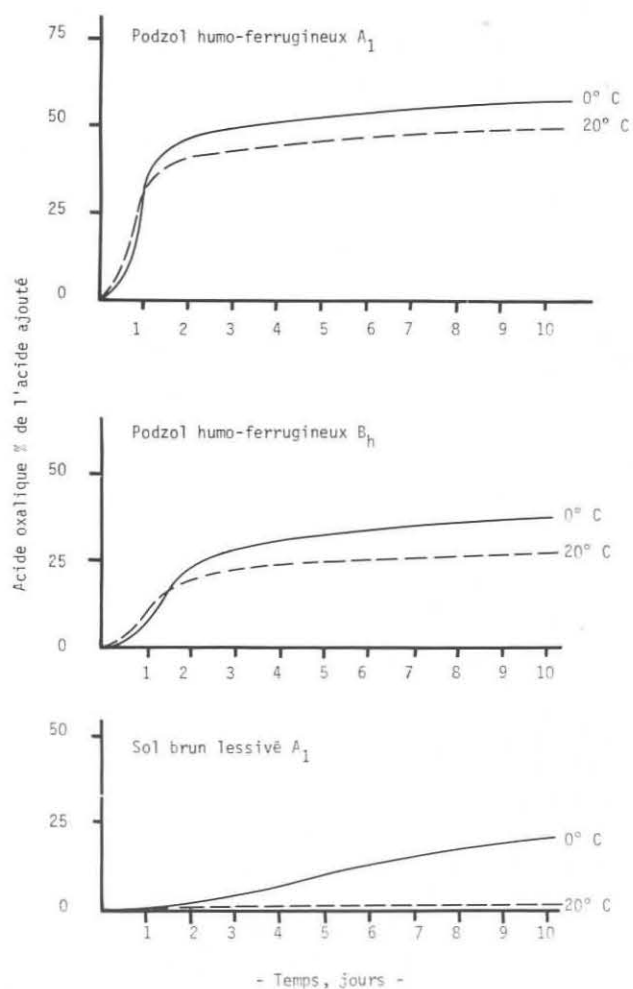 Acide oxalique % de l'acide ajouté
Podzol humo-ferrugineux A1
75
50
25
0
0° C
20° C
1 2 3 4 5 6 7 8 9 10
Podzol humo-ferrugineux Bh
50
25
0
0° C
20° C
1 2 3 4 5 6 7 8 9 10
Sol brun lessivé A1
50
25
0
0° C
20° C
1 2 3 4 5 6 7 8 9 10
- Temps, jours -